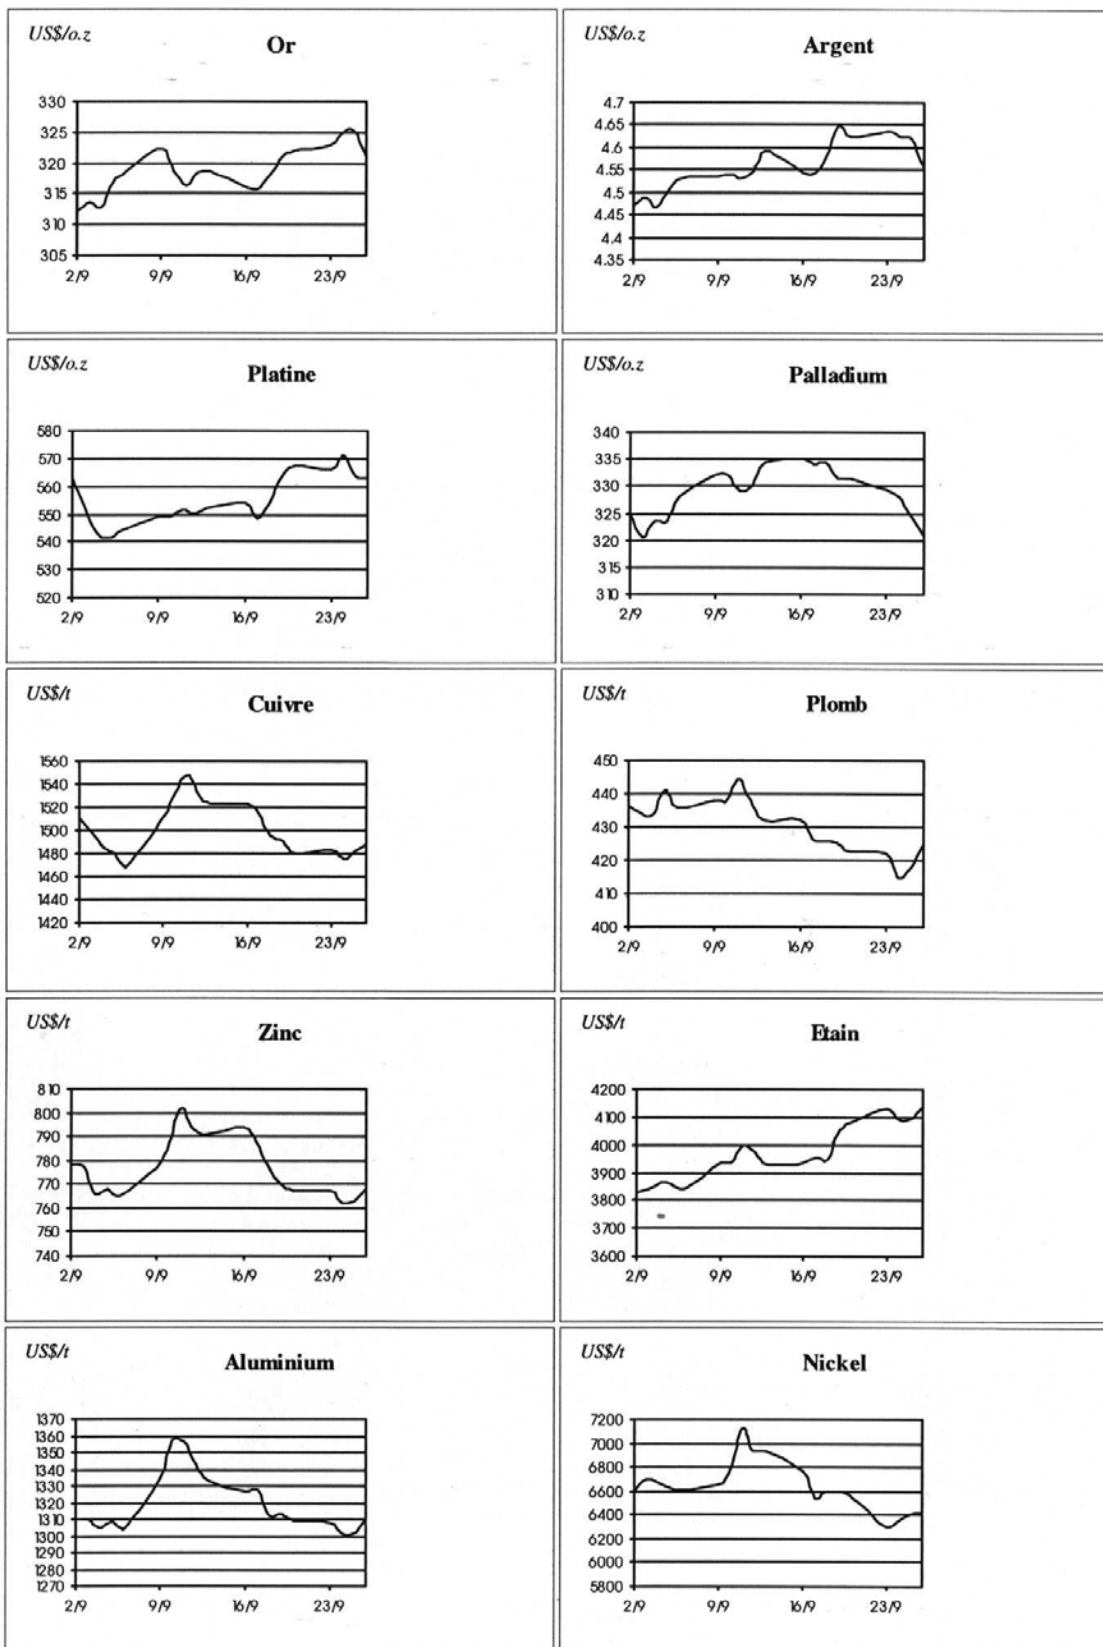 US$/o.z
Or
330
325
320
315
310
305
2/9 9/9 16/9 23/9
US$/o.z
Argent
4.7
4.65
4.6
4.55
4.5
4.45
4.4
4.35
2/9 9/9 16/9 23/9
US$/o.z
Platine
580
570
560
550
540
530
520
2/9 9/9 16/9 23/9
US$/o.z
Palladium
340
335
330
325
320
315
310
2/9 9/9 16/9 23/9
US$/t
Cuivre
1560
1540
1520
1500
1480
1460
1440
1420
2/9 9/9 16/9 23/9
US$/t
Plomb
450
440
430
420
410
400
2/9 9/9 16/9 23/9
US$/t
Zinc
810
800
790
780
770
760
750
740
2/9 9/9 16/9 23/9
US$/t
Etain
4200
4100
4000
3900
3800
3700
3600
2/9 9/9 16/9 23/9
US$/t
Aluminium
1370
1360
1350
1340
1330
1320
1310
1300
1290
1280
1270
2/9 9/9 16/9 23/9
US$/t
Nickel
7200
7000
6800
6600
6400
6200
6000
5800
2/9 9/9 16/9 23/9